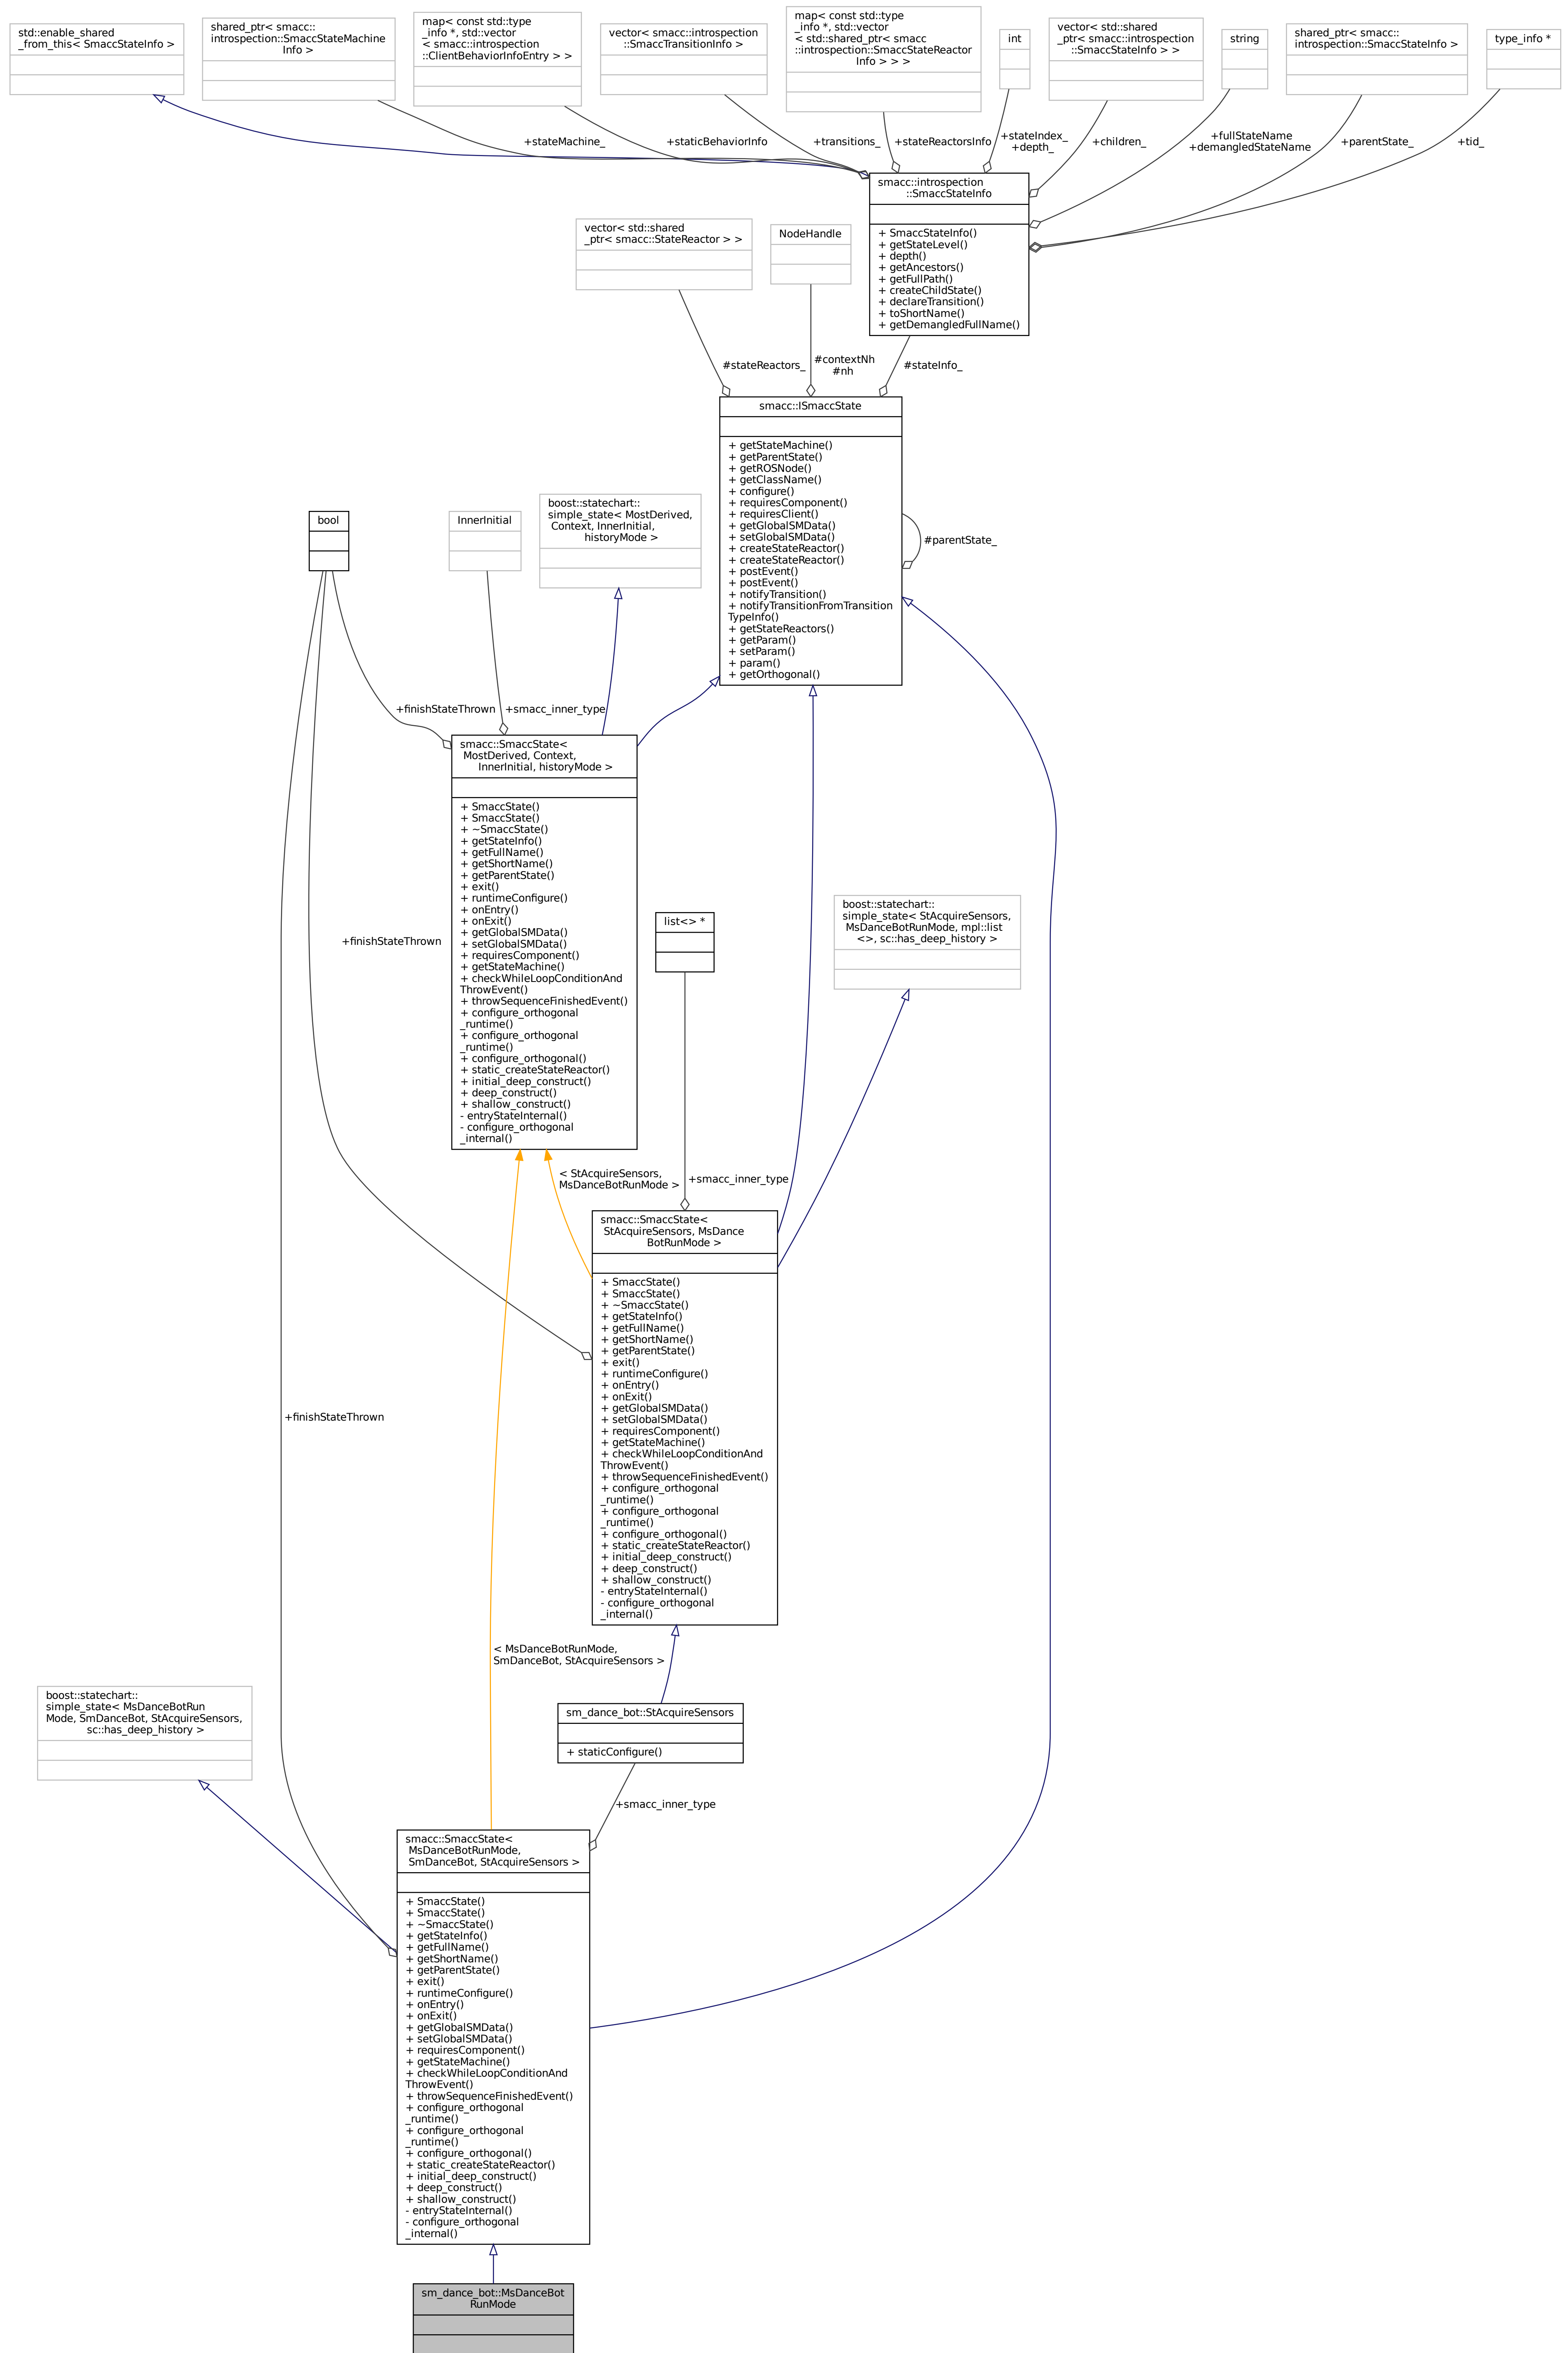 std::enable_shared
_from_this< SmaccStateInfo >
shared_ptr< smacc::
introspection::SmaccStateMachine
Info >
map< const std::type
_info *, std::vector
< smacc::introspection
::ClientBehaviorInfoEntry > >
vector< smacc::introspection
::SmaccTransitionInfo >
map< const std::type
_info *, std::vector
< std::shared_ptr< smacc
::introspection::SmaccStateReactor
Info > > >
int
vector< std::shared
_ptr< smacc::introspection
::SmaccStateInfo > >
string
shared_ptr< smacc::
introspection::SmaccStateInfo >
type_info *
+stateMachine_
+staticBehaviorInfo
+transitions_
+stateReactorsInfo
+stateIndex_
+depth_
+children_
+fullStateName
+demangledStateName
+parentState_
+tid_
smacc::introspection
::SmaccStateInfo
+ SmaccStateInfo()
+ getStateLevel()
+ depth()
+ getAncestors()
+ getFullPath()
+ createChildState()
+ declareTransition()
+ toShortName()
+ getDemangledFullName()
vector< std::shared
_ptr< smacc::StateReactor > >
NodeHandle
#stateReactors_
#contextNh
#nh
#stateInfo_
smacc::ISmaccState
+ getStateMachine()
+ getParentState()
+ getROSNode()
+ getClassName()
+ configure()
+ requiresComponent()
+ requiresClient()
+ getGlobalSMData()
+ setGlobalSMData()
+ createStateReactor()
+ createStateReactor()
+ postEvent()
+ postEvent()
+ notifyTransition()
+ notifyTransitionFromTransition
TypeInfo()
+ getStateReactors()
+ getParam()
+ setParam()
+ param()
+ getOrthogonal()
#parentState_
bool
InnerInitial
boost::statechart::
simple_state< MostDerived,
Context, InnerInitial,
historyMode >
+finishStateThrown
+smacc_inner_type
smacc::SmaccState<
MostDerived, Context,
InnerInitial, historyMode >
+ SmaccState()
+ SmaccState()
+ ~SmaccState()
+ getStateInfo()
+ getFullName()
+ getShortName()
+ getParentState()
+ exit()
+ runtimeConfigure()
+ onEntry()
+ onExit()
+ getGlobalSMData()
+ setGlobalSMData()
+ requiresComponent()
+ getStateMachine()
+ checkWhileLoopConditionAnd
ThrowEvent()
+ throwSequenceFinishedEvent()
+ configure_orthogonal
_runtime()
+ configure_orthogonal
_runtime()
+ configure_orthogonal()
+ static_createStateReactor()
+ initial_deep_construct()
+ deep_construct()
+ shallow_construct()
- entryStateInternal()
- configure_orthogonal
_internal()
+finishStateThrown
list<> *
boost::statechart::
simple_state< StAcquireSensors,
MsDanceBotRunMode, mpl::list
<>, sc::has_deep_history >
< StAcquireSensors,
MsDanceBotRunMode >
+smacc_inner_type
smacc::SmaccState<
StAcquireSensors, MsDance
BotRunMode >
+ SmaccState()
+ SmaccState()
+ ~SmaccState()
+ getStateInfo()
+ getFullName()
+ getShortName()
+ getParentState()
+ exit()
+ runtimeConfigure()
+ onEntry()
+ onExit()
+ getGlobalSMData()
+ setGlobalSMData()
+ requiresComponent()
+ getStateMachine()
+ checkWhileLoopConditionAnd
ThrowEvent()
+ throwSequenceFinishedEvent()
+ configure_orthogonal
_runtime()
+ configure_orthogonal
_runtime()
+ configure_orthogonal()
+ static_createStateReactor()
+ initial_deep_construct()
+ deep_construct()
+ shallow_construct()
- entryStateInternal()
- configure_orthogonal
_internal()
+finishStateThrown
< MsDanceBotRunMode,
SmDanceBot, StAcquireSensors >
boost::statechart::
simple_state< MsDanceBotRun
Mode, SmDanceBot, StAcquireSensors,
sc::has_deep_history >
sm_dance_bot::StAcquireSensors
+ staticConfigure()
+smacc_inner_type
smacc::SmaccState<
MsDanceBotRunMode,
SmDanceBot, StAcquireSensors >
+ SmaccState()
+ SmaccState()
+ ~SmaccState()
+ getStateInfo()
+ getFullName()
+ getShortName()
+ getParentState()
+ exit()
+ runtimeConfigure()
+ onEntry()
+ onExit()
+ getGlobalSMData()
+ setGlobalSMData()
+ requiresComponent()
+ getStateMachine()
+ checkWhileLoopConditionAnd
ThrowEvent()
+ throwSequenceFinishedEvent()
+ configure_orthogonal
_runtime()
+ configure_orthogonal
_runtime()
+ configure_orthogonal()
+ static_createStateReactor()
+ initial_deep_construct()
+ deep_construct()
+ shallow_construct()
- entryStateInternal()
- configure_orthogonal
_internal()
sm_dance_bot::MsDanceBot
RunMode